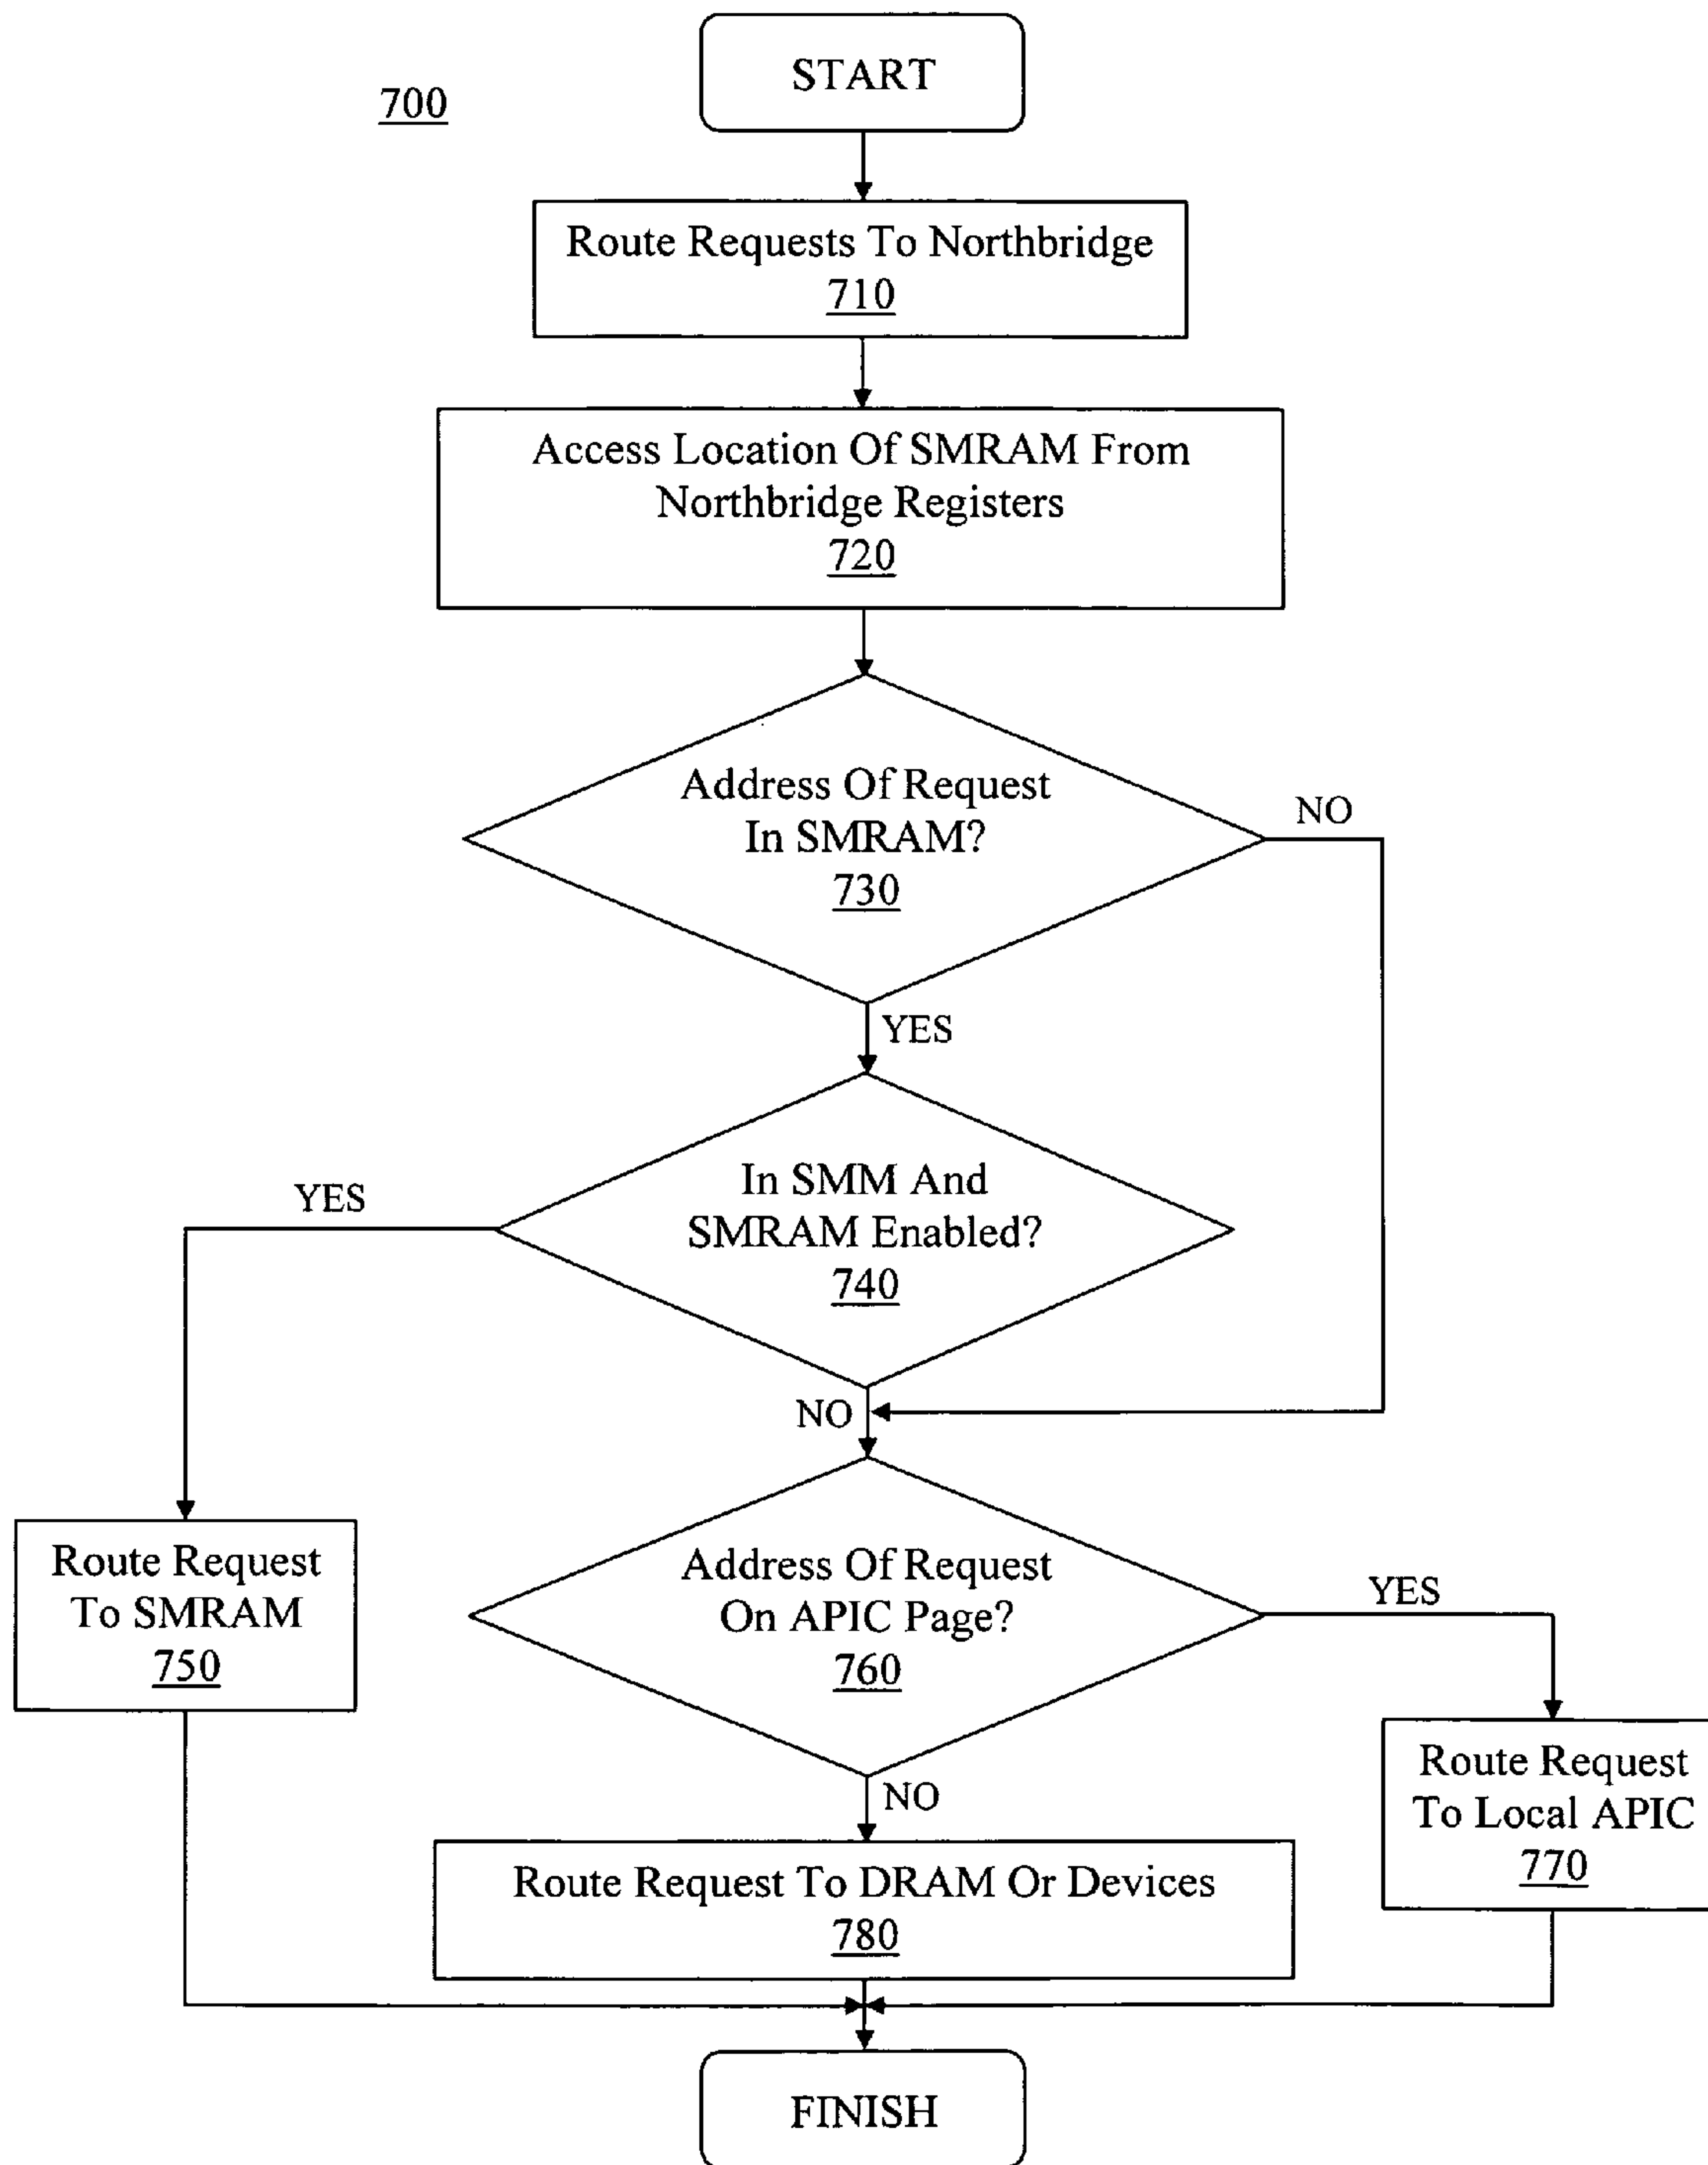 START
700
Route Requests To Northbridge
710
Access Location Of SMRAM From
Northbridge Registers
720
Address Of Request
In SMRAM?
730
NO
YES
In SMM And
SMRAM Enabled?
740
YES
NO
Route Request
To SMRAM
750
Address Of Request
On APIC Page?
760
YES
NO
Route Request
To Local APIC
770
Route Request To DRAM Or Devices
780
FINISH